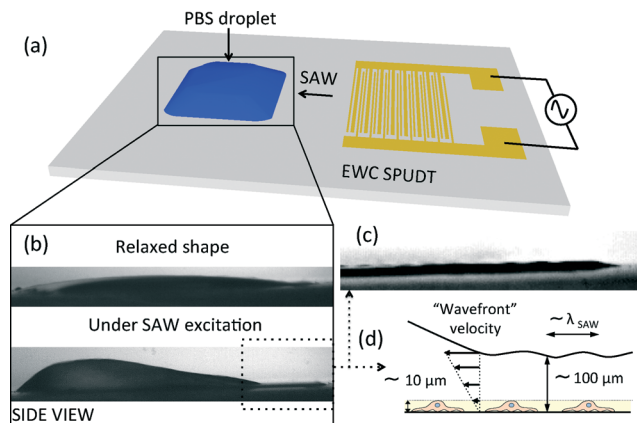 PBS droplet
(a)
SAW
EWC SPUDT
(b)
Relaxed shape
Under SAW excitation
SIDE VIEW
(c)
(d)
"Wavefront"
velocity
~ λSAW
~ 10 μm
~ 100 μm